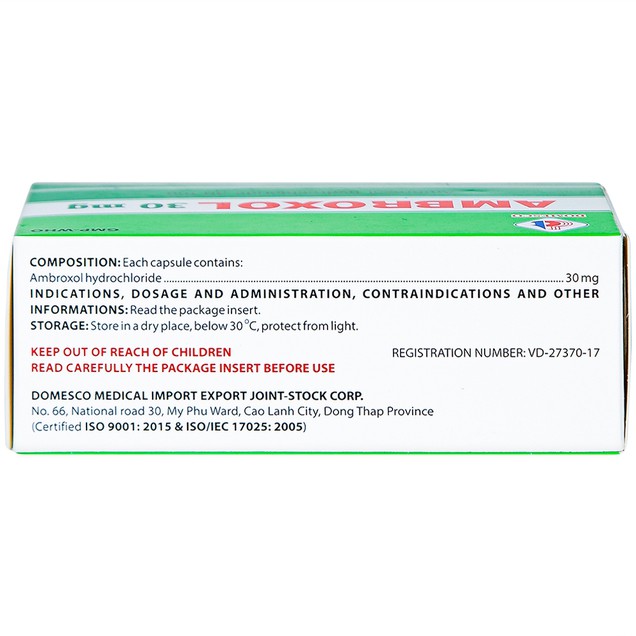 AMBROXOL 30 mg
DOMESCO
GMP-WHO
COMPOSITION: Each capsule contains:
Ambroxol hydrochloride ........ 30 mg
INDICATIONS, DOSAGE AND ADMINISTRATION, CONTRAINDICATIONS AND OTHER
INFORMATIONS: Read the package insert.
STORAGE: Store in a dry place, below 30 °C, protect from light.
KEEP OUT OF REACH OF CHILDREN
REGISTRATION NUMBER: VD-27370-17
READ CAREFULLY THE PACKAGE INSERT BEFORE USE
DOMESCO MEDICAL IMPORT EXPORT JOINT-STOCK CORP.
No. 66, National road 30, My Phu Ward, Cao Lanh City, Dong Thap Province
(Certified ISO 9001: 2015 & ISO/IEC 17025: 2005)